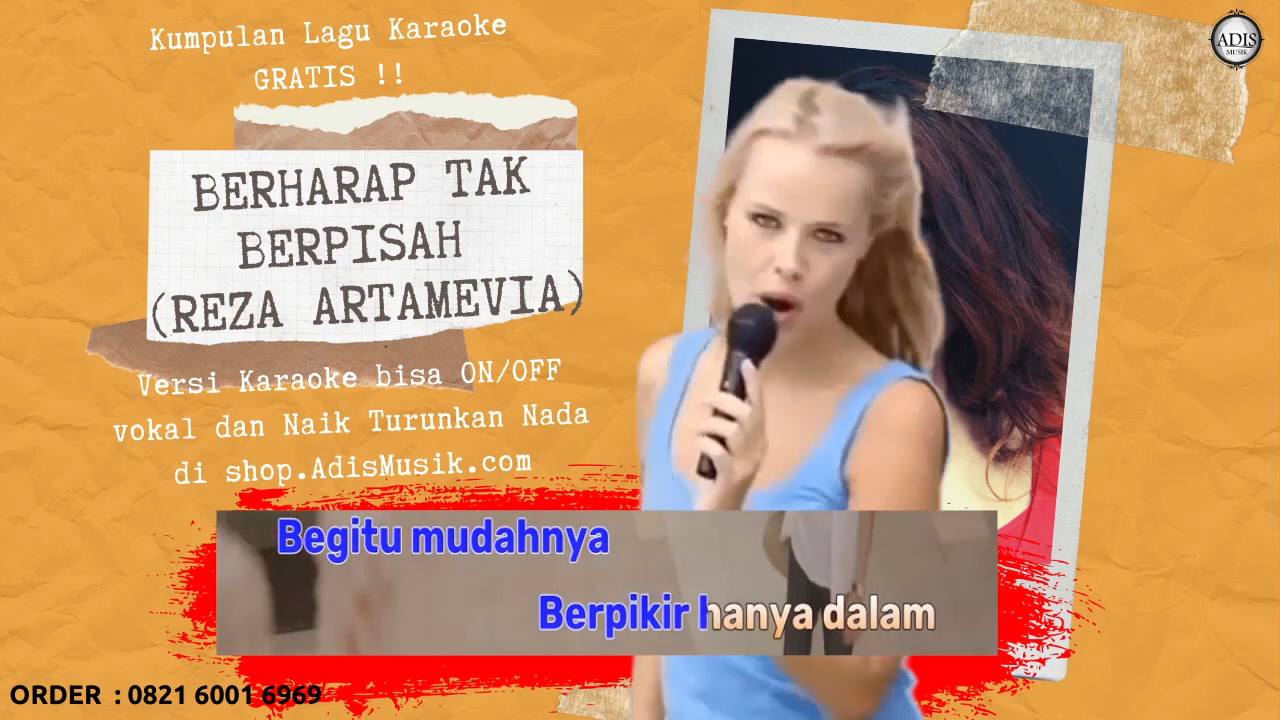 Kumpulan Lagu Karaoke
GRATIS !!
BERHARAP TAK
BERPISAH
(REZA ARTAMEVIA)
Versi Karaoke bisa ON/OFF
vokal dan Naik Turunkan Nada
di shop.AdisMusik.com
ADIS
MUSIK
Begitu mudahnya
Berpikir hanya dalam
ORDER : 0821 6001 6969